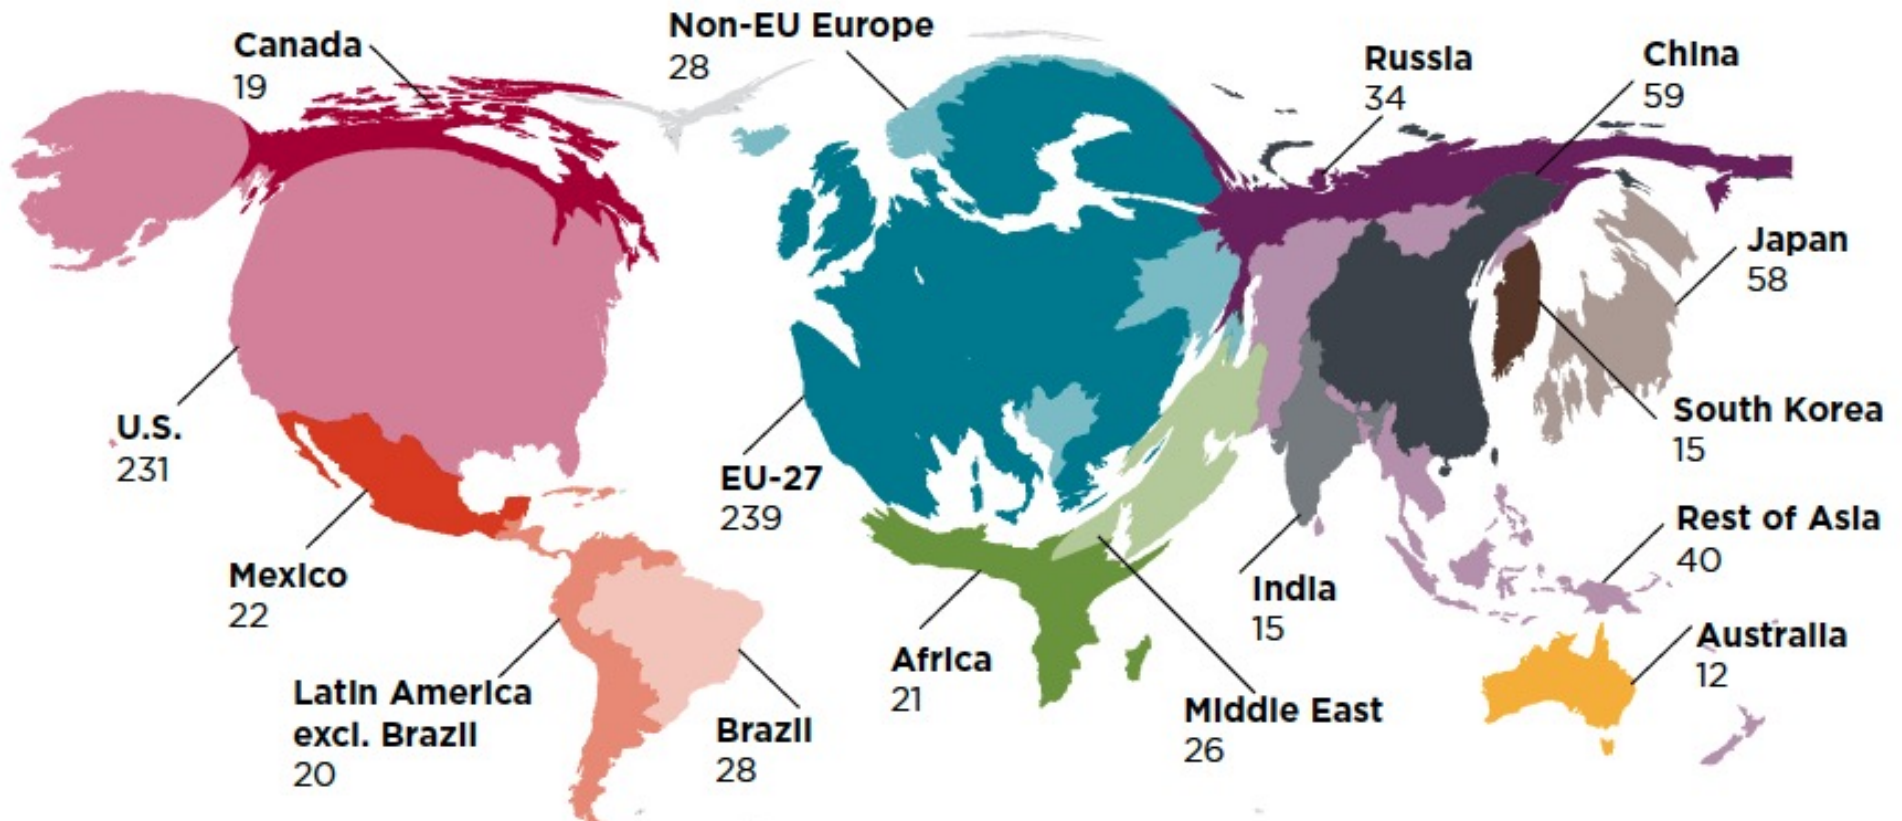 Canada
19
Non-EU Europe
28
Russia
34
China
59
Japan
58
U.S.
231
EU-27
239
South Korea
15
Rest of Asia
40
Mexico
22
India
15
Australia
12
Africa
21
Latin America
excl. Brazil
20
Brazil
28
Middle East
26